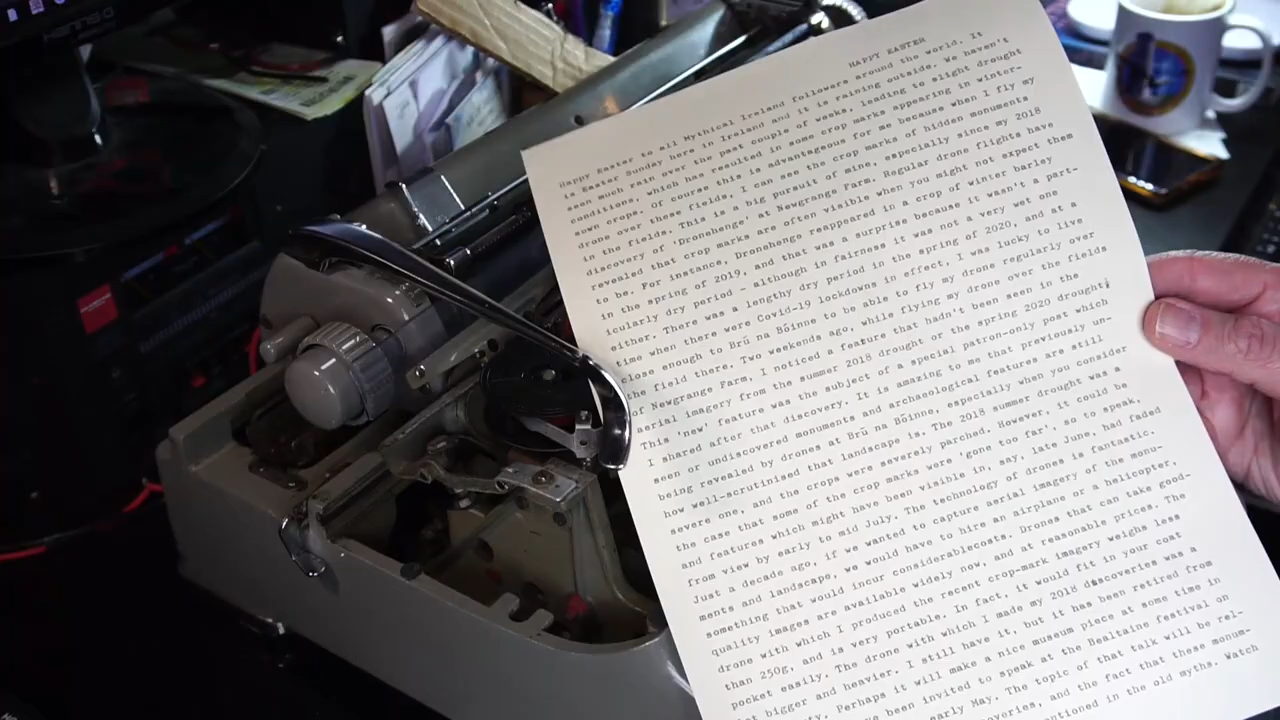 HAPPY EASTER
Happy Easter to all Mythical Ireland followers around the world. It
is Easter Sunday here in Ireland and it is raining outside. We haven't
seen much rain over the past couple of weeks, leading to slight drought
conditions, which has resulted in some crop marks appearing in winter-
sown crops. Of course this is advantageous for me because when I fly my
drone over these fields, I can see the crop marks of hidden monuments
in the fields. This is a big pursuit of mine, especially since my 2018
discovery of 'Dronehenge' at Newgrange Farm. Regular drone flights have
revealed that crop marks are often visible when you might not expect them
to be. For instance, Dronehenge reappeared in a crop of winter barley
in the spring of 2019, and that was a surprise because it wasn't a part-
icularly dry period - although in fairness it was not a very wet one
either. There was a lengthy dry period in the spring of 2020, and at a
time when there were Covid-19 lockdowns in effect, I was lucky to live
close enough to Brú na Bóinne to be able to fly my drone regularly over
the field there. Two weekends ago, while flying my drone over the fields
of Newgrange Farm, I noticed a feature that hadn't been seen in the
aerial imagery from the summer 2018 drought or the spring 2020 drought;
This 'new' feature was the subject of a special patron-only post which
I shared after that discovery. It is amazing to me that previously un-
seen or undiscovered monuments and archaeological features are still
being revealed by drones at Brú na Bóinne, especially when you consider
how well-scrutinised that landscape is. The 2018 summer drought was a
severe one, and the crops were severely parched. However, it could be
the case that some of the crop marks were 'gone too far', so to speak,
and features which might have been visible in, say, late June, had faded
from view by early to mid July. The technology of drones is fantastic.
Just a decade ago, if we wanted to capture aerial imagery of the monu-
ments and landscape, we would have to hire an airplane or a helicopter,
something that would incur considerablecosts. Drones that can take good-
quality images are available widely now, and at reasonable prices. The
drone with which I produced the recent crop-mark imagery weighs less
than 250g, and is very portable. In fact, it would fit in your coat
pocket easily. The drone with which I made my 2018 discoveries was a
lot bigger and heavier. I still have it, but it has been retired from
Perhaps it will make a nice museum piece at some time in
been invited to speak at the Bealtaine festival on
early May. The topic of that talk will be rel-
and the fact that these monum-
in the old myths. Watch